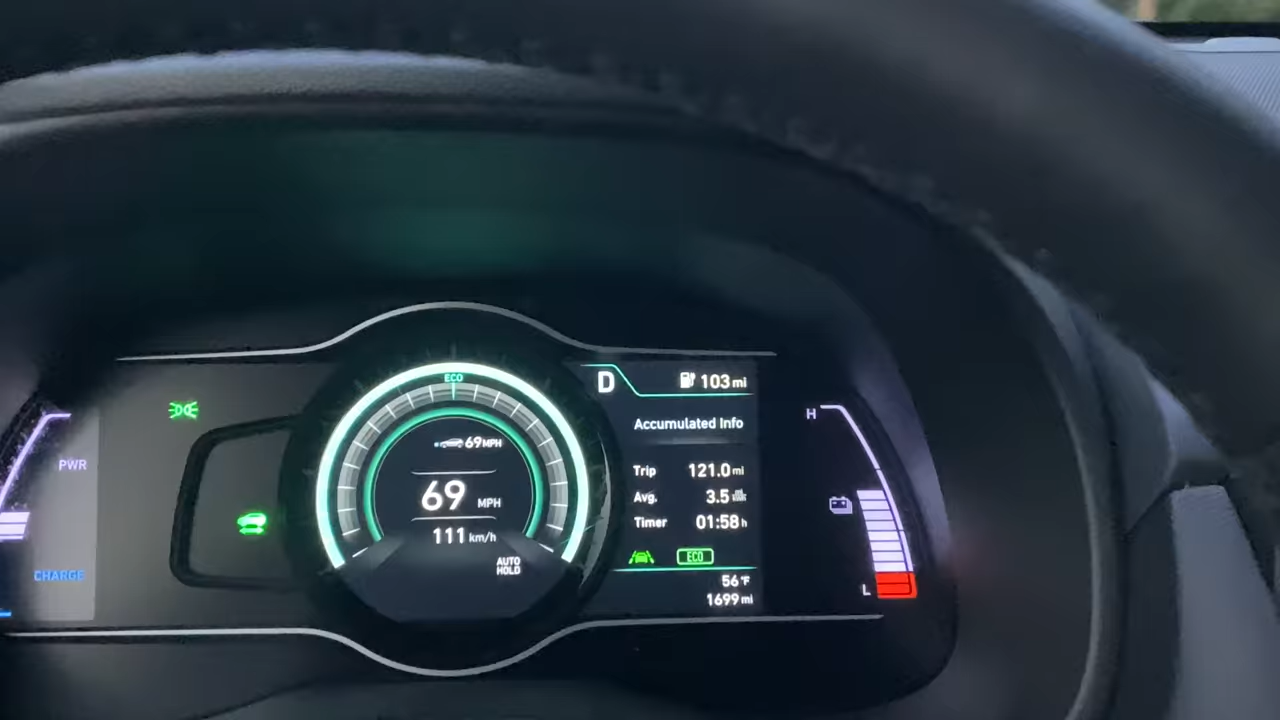 PWR
CHARGE
ECO
69MPH
69 MPH
111 km/h
AUTO
HOLD
D 103 mi
Accumulated Info
Trip 121.0 mi
Avg. 3.5
Timer 01:58 h
ECO
56 °F
1699 mi
H
L